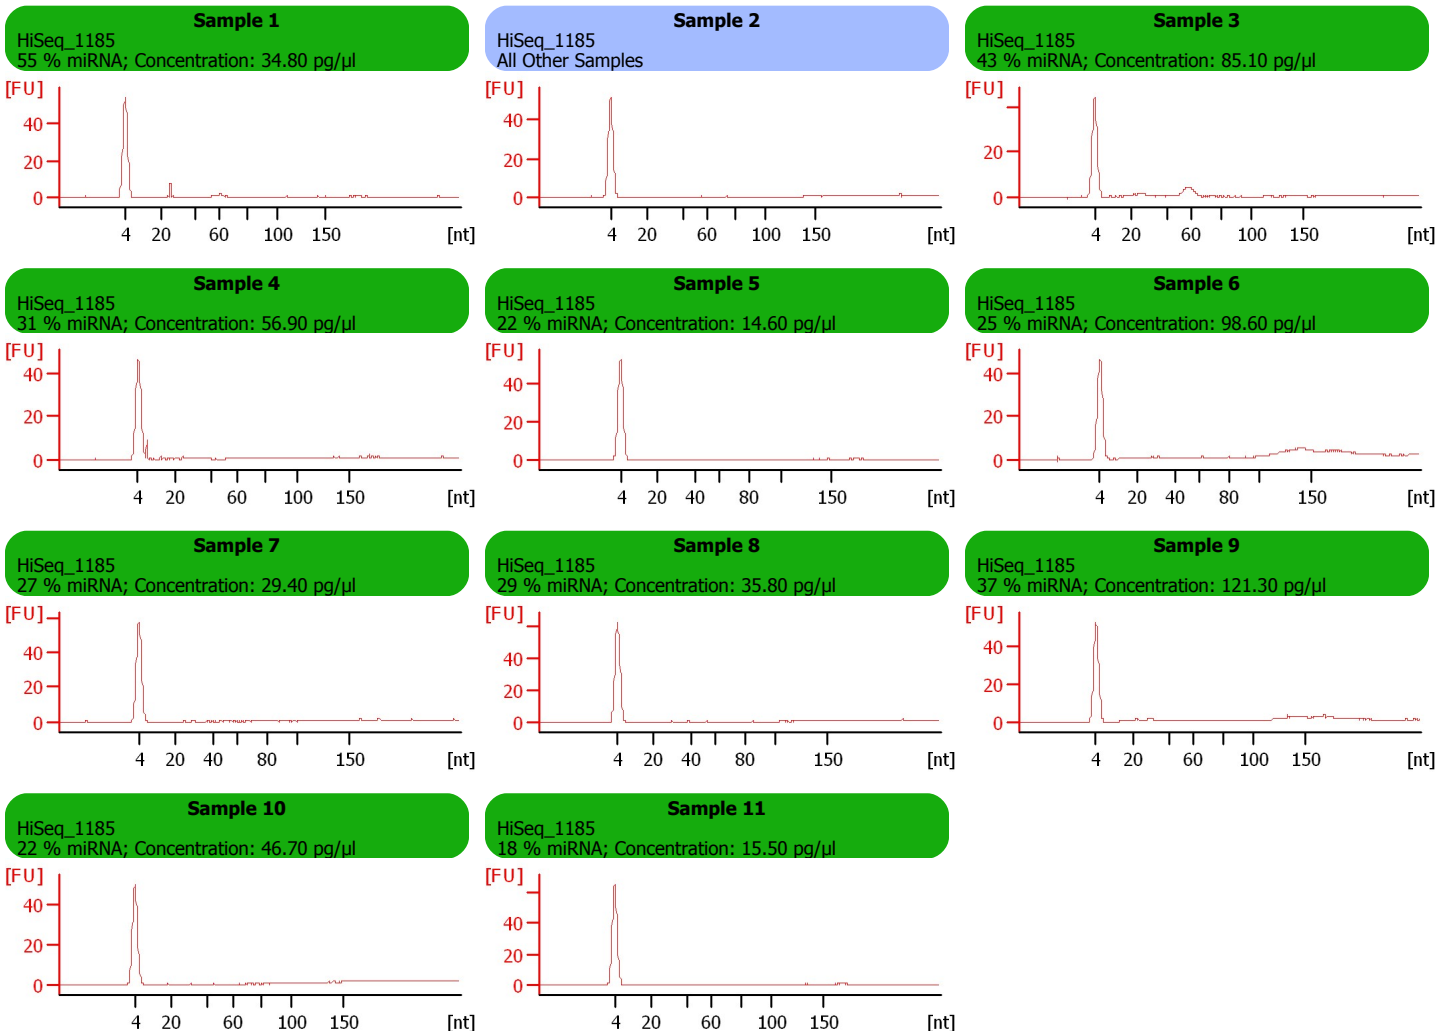 Sample 1
HiSeq_1185
55 % miRNA; Concentration: 34.80 pg/µl
[FU]
40
20
0
4 20 60 100 150 [nt]
Sample 2
HiSeq_1185
All Other Samples
[FU]
40
20
0
4 20 60 100 150 [nt]
Sample 3
HiSeq_1185
43 % miRNA; Concentration: 85.10 pg/µl
[FU]
20
0
4 20 60 100 150 [nt]
Sample 4
HiSeq_1185
31 % miRNA; Concentration: 56.90 pg/µl
[FU]
40
20
0
4 20 60 100 150 [nt]
Sample 5
HiSeq_1185
22 % miRNA; Concentration: 14.60 pg/µl
[FU]
40
20
0
4 20 40 80 150 [nt]
Sample 6
HiSeq_1185
25 % miRNA; Concentration: 98.60 pg/µl
[FU]
40
20
0
4 20 40 80 150 [nt]
Sample 7
HiSeq_1185
27 % miRNA; Concentration: 29.40 pg/µl
[FU]
40
20
0
4 20 40 80 150 [nt]
Sample 8
HiSeq_1185
29 % miRNA; Concentration: 35.80 pg/µl
[FU]
40
20
0
4 20 40 80 150 [nt]
Sample 9
HiSeq_1185
37 % miRNA; Concentration: 121.30 pg/µl
[FU]
40
20
0
4 20 60 100 150 [nt]
Sample 10
HiSeq_1185
22 % miRNA; Concentration: 46.70 pg/µl
[FU]
40
20
0
4 20 60 100 150 [nt]
Sample 11
HiSeq_1185
18 % miRNA; Concentration: 15.50 pg/µl
[FU]
40
20
0
4 20 60 100 150 [nt]